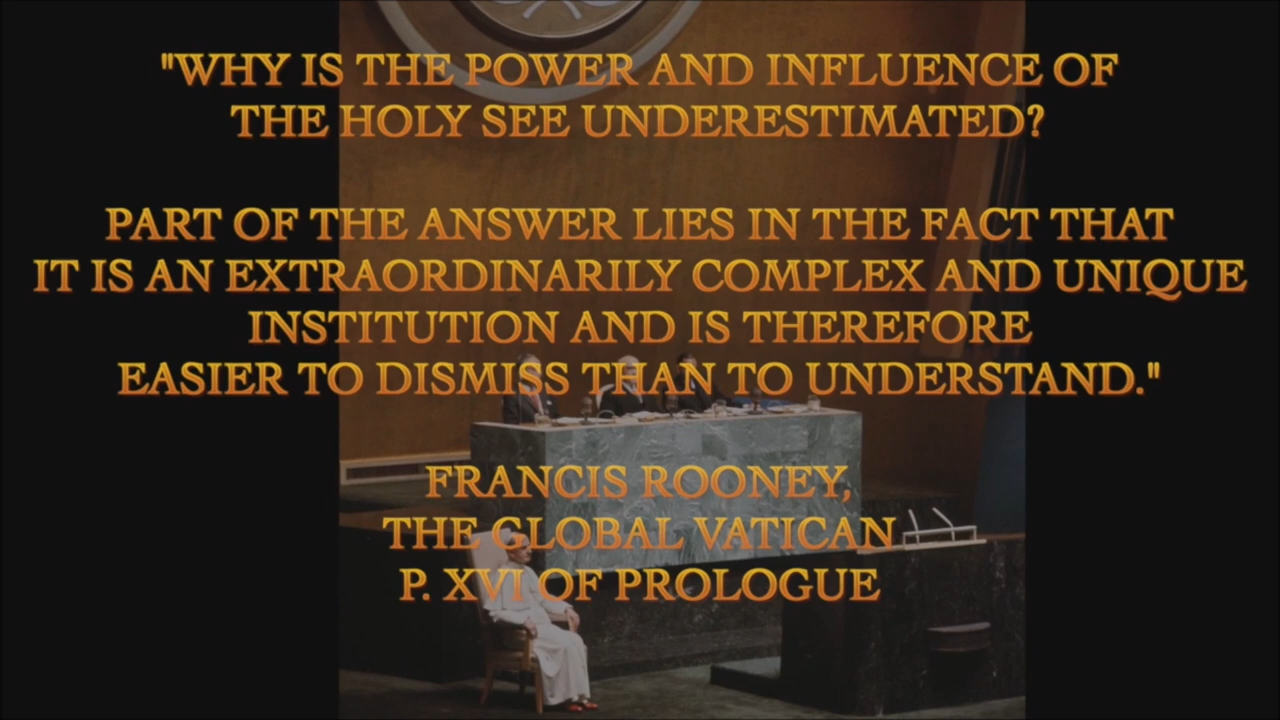 "WHY IS THE POWER AND INFLUENCE OF
THE HOLY SEE UNDERESTIMATED?
PART OF THE ANSWER LIES IN THE FACT THAT
IT IS AN EXTRAORDINARILY COMPLEX AND UNIQUE
INSTITUTION AND IS THEREFORE
EASIER TO DISMISS THAN TO UNDERSTAND."
FRANCIS ROONEY,
THE GLOBAL VATICAN
P. XVI OF PROLOGUE